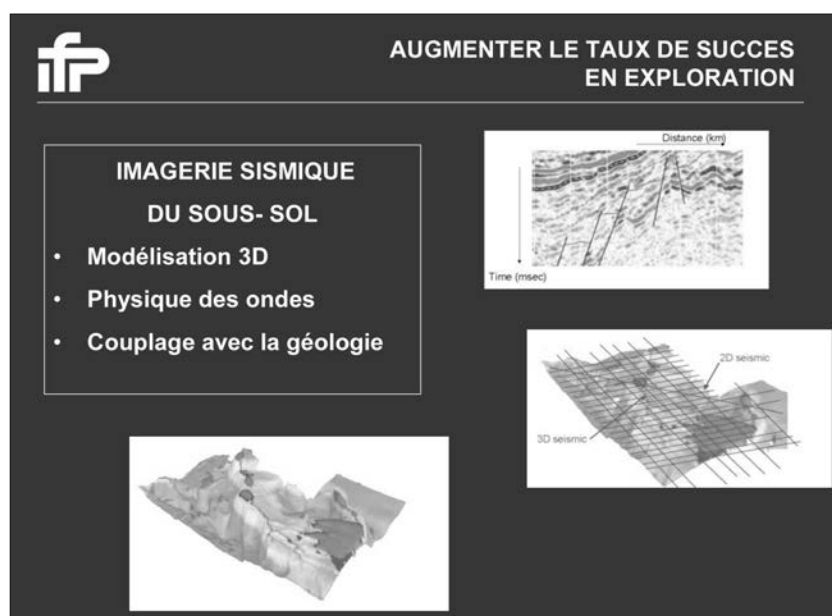 ifp
AUGMENTER LE TAUX DE SUCCES
EN EXPLORATION
IMAGERIE SISMIQUE
DU SOUS- SOL
• Modélisation 3D
• Physique des ondes
• Couplage avec la géologie
Distance (km)
Time (msec)
2D seismic
3D seismic